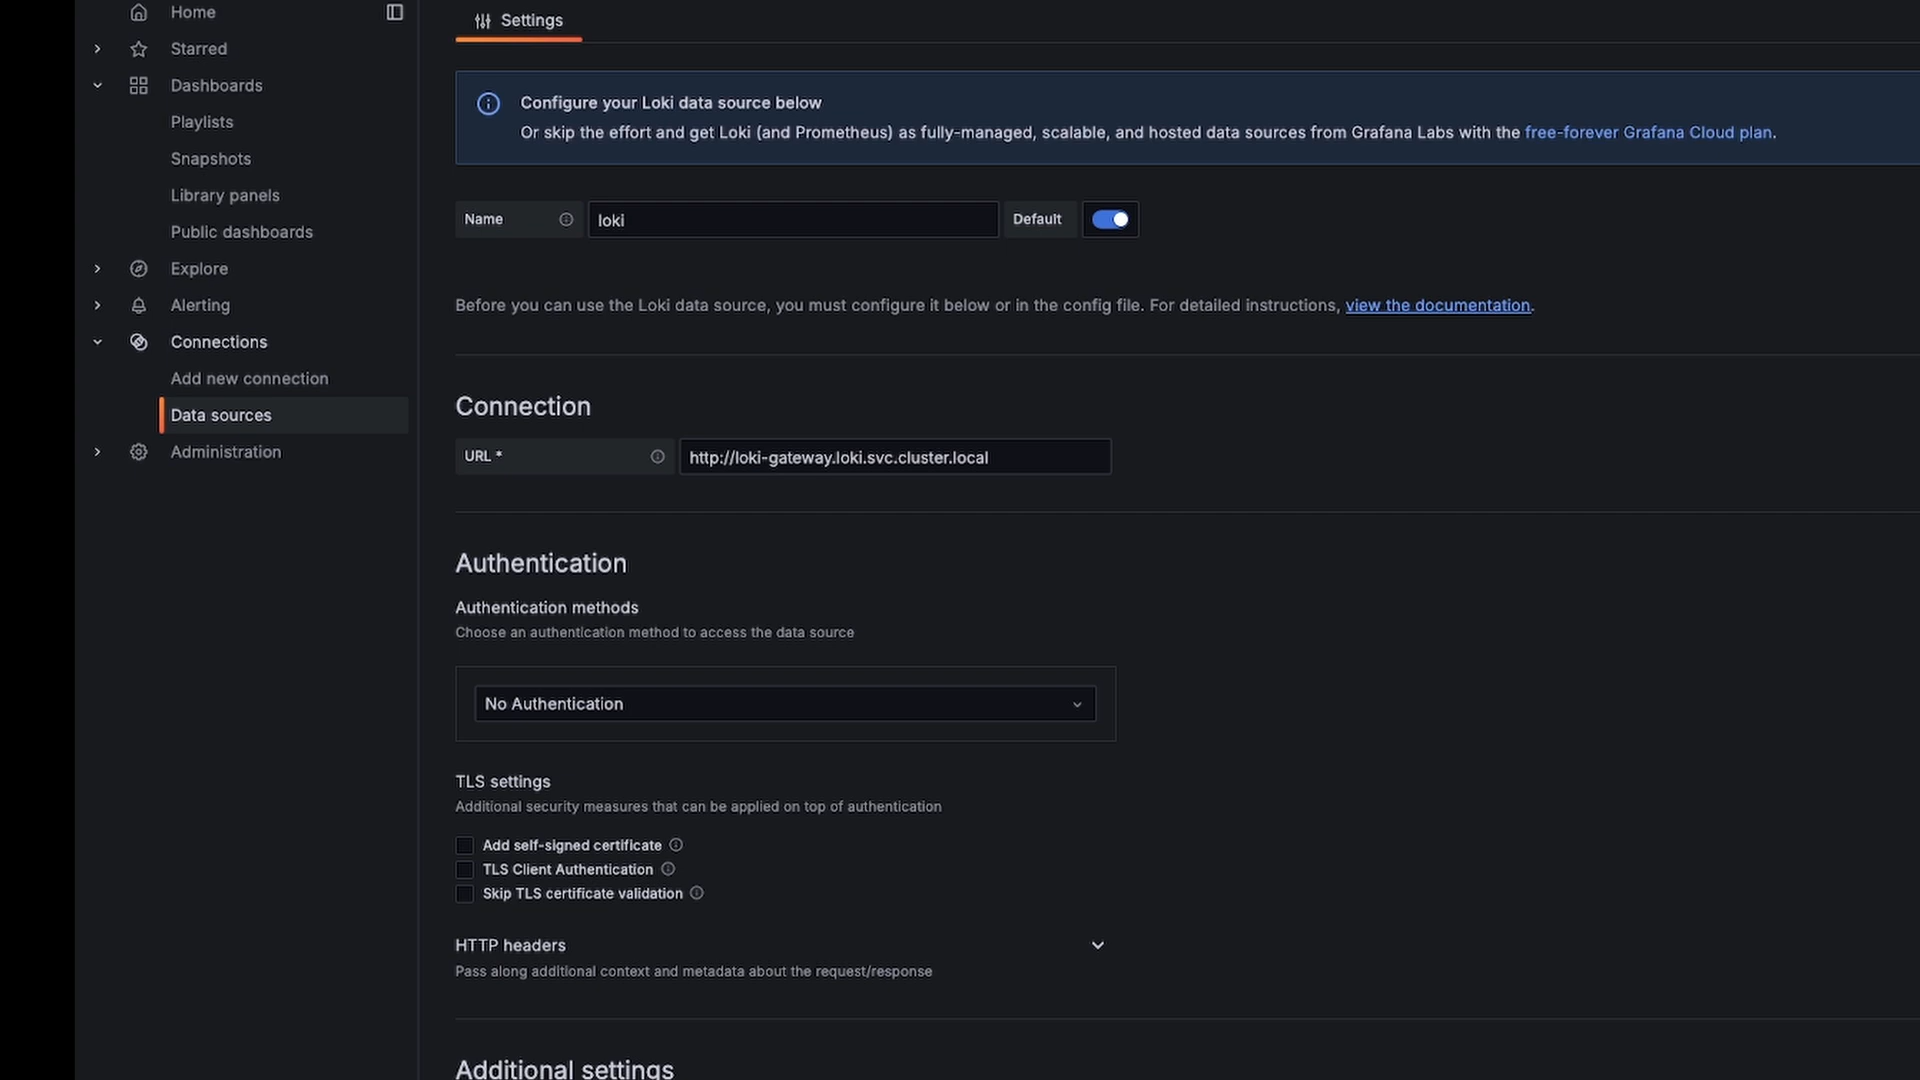 Home
Starred
Dashboards
Playlists
Snapshots
Library panels
Public dashboards
Explore
Alerting
Connections
Add new connection
Data sources
Administration
Settings
Configure your Loki data source below
Or skip the effort and get Loki (and Prometheus) as fully-managed, scalable, and hosted data sources from Grafana Labs with the free-forever Grafana Cloud plan.
Name loki Default
Before you can use the Loki data source, you must configure it below or in the config file. For detailed instructions, view the documentation.
Connection
URL * http://loki-gateway.loki.svc.cluster.local
Authentication
Authentication methods
Choose an authentication method to access the data source
No Authentication
TLS settings
Additional security measures that can be applied on top of authentication
Add self-signed certificate
TLS Client Authentication
Skip TLS certificate validation
HTTP headers
Pass along additional context and metadata about the request/response
Additional settings